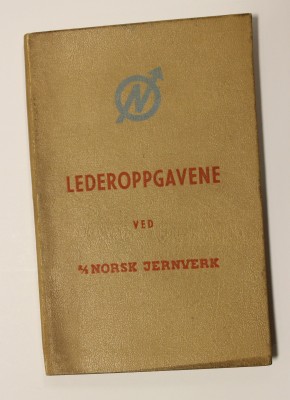 N
LEDEROPPGAVENE
VED
A/S NORSK JERNVERK